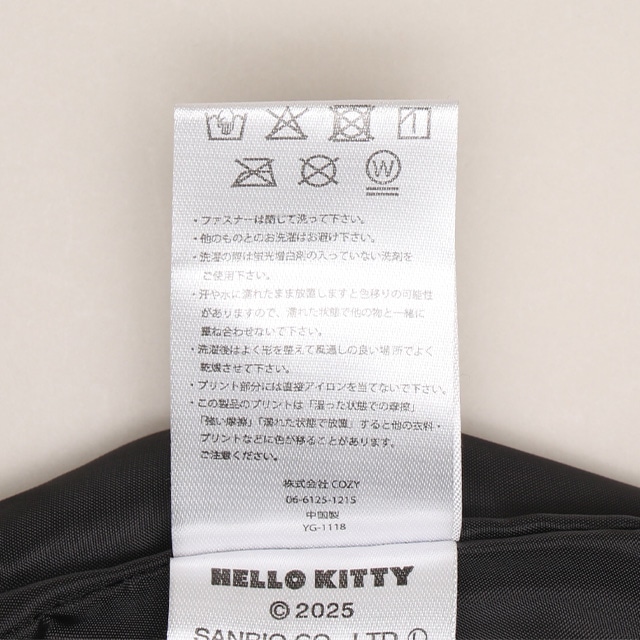 W
・ファスナーは閉じて洗って下さい。
・他のものとのお洗濯はお避け下さい。
・洗濯の際は蛍光増白剤の入っていない洗剤を
ご使用下さい。
・汗や水に濡れたまま放置しますと色移りの可能性
がありますので、濡れた状態で他の物と一緒に
重ね合わせないで下さい。
・洗濯後はよく形を整えて風通しの良い場所でよく
乾燥させて下さい。
・プリント部分には直接アイロンを当てないで下さい。
・この製品のプリントは「湿った状態での摩擦」
「強い摩擦」「濡れた状態で放置」すると他の衣料・
プリントなどに色が移ることがあります。
ご注意ください。
株式会社 COZY
06-6125-1215
中国製
YG-1118
HELLO KITTY
© 2025
SANRIO CO., LTD. Ⓛ